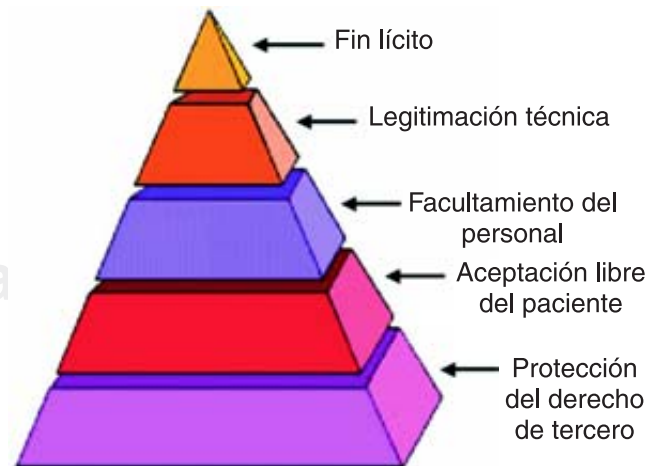 Fin lícito
Legitimación técnica
Facultamiento del
personal
Aceptación libre
del paciente
Protección
del derecho
de tercero